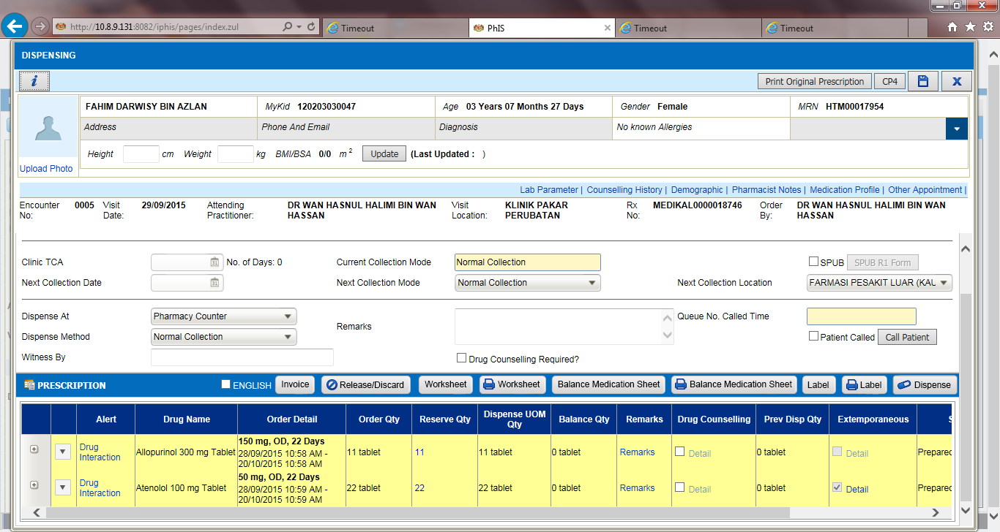 http://10.8.9.131:8082/iphis/pages/index.zul
Timeout
PhIS
Timeout
Timeout
DISPENSING
i
Print Original Prescription
CP4
X
FAHIM DARWISY BIN AZLAN
MyKid 120203030047
Age 03 Years 07 Months 27 Days
Gender Female
MRN HTM00017954
Address
Phone And Email
Diagnosis
No known Allergies
Height cm Weight kg BMI/BSA 0/0 m 2 Update (Last Updated : )
Upload Photo
Lab Parameter | Counselling History | Demographic | Pharmacist Notes | Medication Profile | Other Appointment |
Encounter No: 0005 Visit Date: 29/09/2015 Attending Practitioner: DR WAN HASNUL HALIMI BIN WAN HASSAN Visit Location: KLINIK PAKAR PERUBATAN Rx No: MEDIKAL0000018746 Order By: DR WAN HASNUL HALIMI BIN WAN HASSAN
Clinic TCA 31 No. of Days: 0 Current Collection Mode Normal Collection SPUB SPUB R1 Form
Next Collection Date 31 Next Collection Mode Normal Collection Next Collection Location FARMASI PESAKIT LUAR (KAU
Dispense At Pharmacy Counter Remarks Queue No. Called Time
Dispense Method Normal Collection Patient Called Call Patient
Witness By Drug Counselling Required?
PRESCRIPTION ENGLISH Invoice Release/Discard Worksheet Worksheet Balance Medication Sheet Balance Medication Sheet Label Label Dispense
Alert Drug Name Order Detail Order Qty Reserve Qty Dispense UOM Qty Balance Qty Remarks Drug Counselling Prev Disp Qty Extemporaneous S
Drug Interaction Allopurinol 300 mg Tablet 150 mg, OD, 22 Days 28/09/2015 10:58 AM - 20/10/2015 10:58 AM 11 tablet 11 11 tablet 0 tablet Remarks Detail 0 tablet Detail Prepared
Drug Interaction Atenolol 100 mg Tablet 50 mg, OD, 22 Days 28/09/2015 10:59 AM - 20/10/2015 10:59 AM 22 tablet 22 22 tablet 0 tablet Remarks Detail 0 tablet Detail Prepared